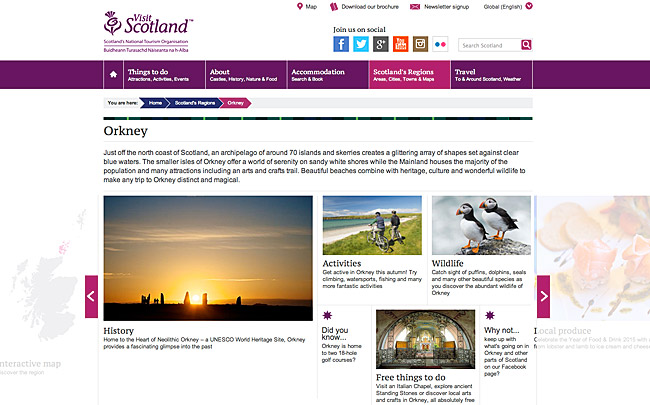 Map
Download our brochure
Newsletter signup
Global (English)
Visit
Scotland™
Scotland's National Tourism Organisation
Buidheann Turasachd Nàiseanta na h-Alba
Join us on social
Search Scotland
Things to do
Attractions, Activities, Events
About
Castles, History, Nature & Food
Accommodation
Search & Book
Scotland's Regions
Areas, Cities, Towns & Maps
Travel
To & Around Scotland, Weather
You are here:
Home
Scotland's Regions
Orkney
Orkney
Just off the north coast of Scotland, an archipelago of around 70 islands and skerries creates a glittering array of shapes set against clear
blue waters. The smaller isles of Orkney offer a world of serenity on sandy white shores while the Mainland houses the majority of the
population and many attractions including an arts and crafts trail. Beautiful beaches combine with heritage, culture and wonderful wildlife to
make any trip to Orkney distinct and magical.
nteractive map
iscover the region
History
Home to the Heart of Neolithic Orkney – a UNESCO World Heritage Site, Orkney
provides a fascinating glimpse into the past
Activities
Get active in Orkney this autumn! Try
climbing, watersports, fishing and many
more fantastic activities
Wildlife
Catch sight of puffins, dolphins, seals
and many other beautiful species as
you discover the abundant wildlife of
Orkney
Did you
know...
Orkney is home
to two 18-hole
golf courses?
Free things to do
Visit an Italian Chapel, explore ancient
Standing Stones or discover local arts
and crafts in Orkney, all absolutely free
Why not...
keep up with
what's going on in
Orkney and other
parts of Scotland
on our Facebook
page?
Local produce
Celebrate the Year of Food & Drink 2015 with
from lobster and lamb to ice cream and cheese